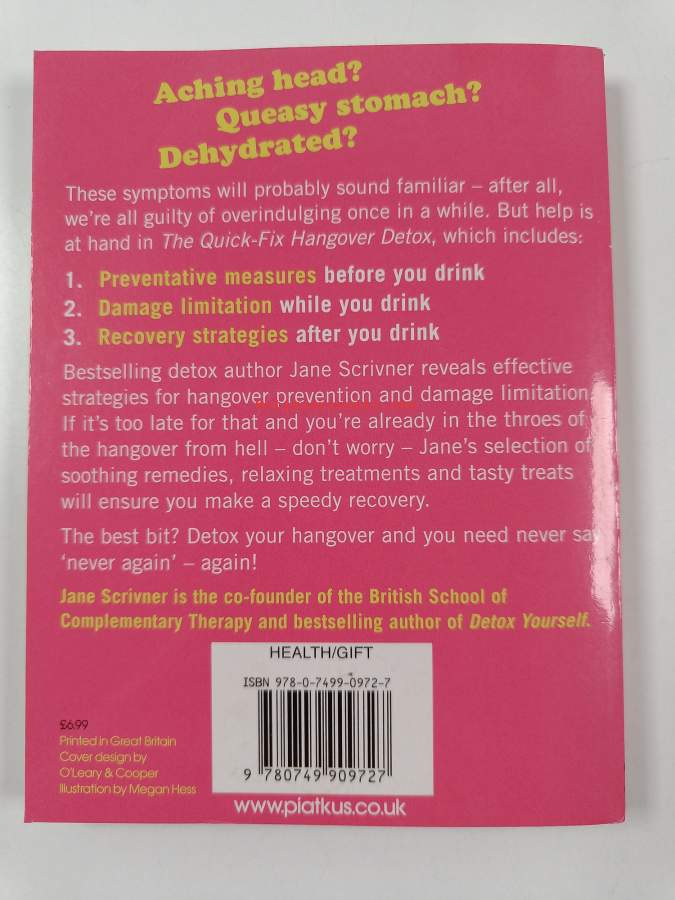 Aching head?
Queasy stomach?
Dehydrated?
These symptoms will probably sound familiar – after all,
we're all guilty of overindulging once in a while. But help is
at hand in The Quick-Fix Hangover Detox, which includes:
1. Preventative measures before you drink
2. Damage limitation while you drink
3. Recovery strategies after you drink
Bestselling detox author Jane Scrivner reveals effective
strategies for hangover prevention and damage limitation.
If it's too late for that and you're already in the throes of
the hangover from hell – don't worry – Jane's selection of
soothing remedies, relaxing treatments and tasty treats
will ensure you make a speedy recovery.
The best bit? Detox your hangover and you need never say
'never again' – again!
Jane Scrivner is the co-founder of the British School of
Complementary Therapy and bestselling author of Detox Yourself.
HEALTH/GIFT
ISBN 978-0-7499-0972-7
9 780749 909727
£6.99
Printed in Great Britain
Cover design by
O'Leary & Cooper
Illustration by Megan Hess
www.piatkus.co.uk